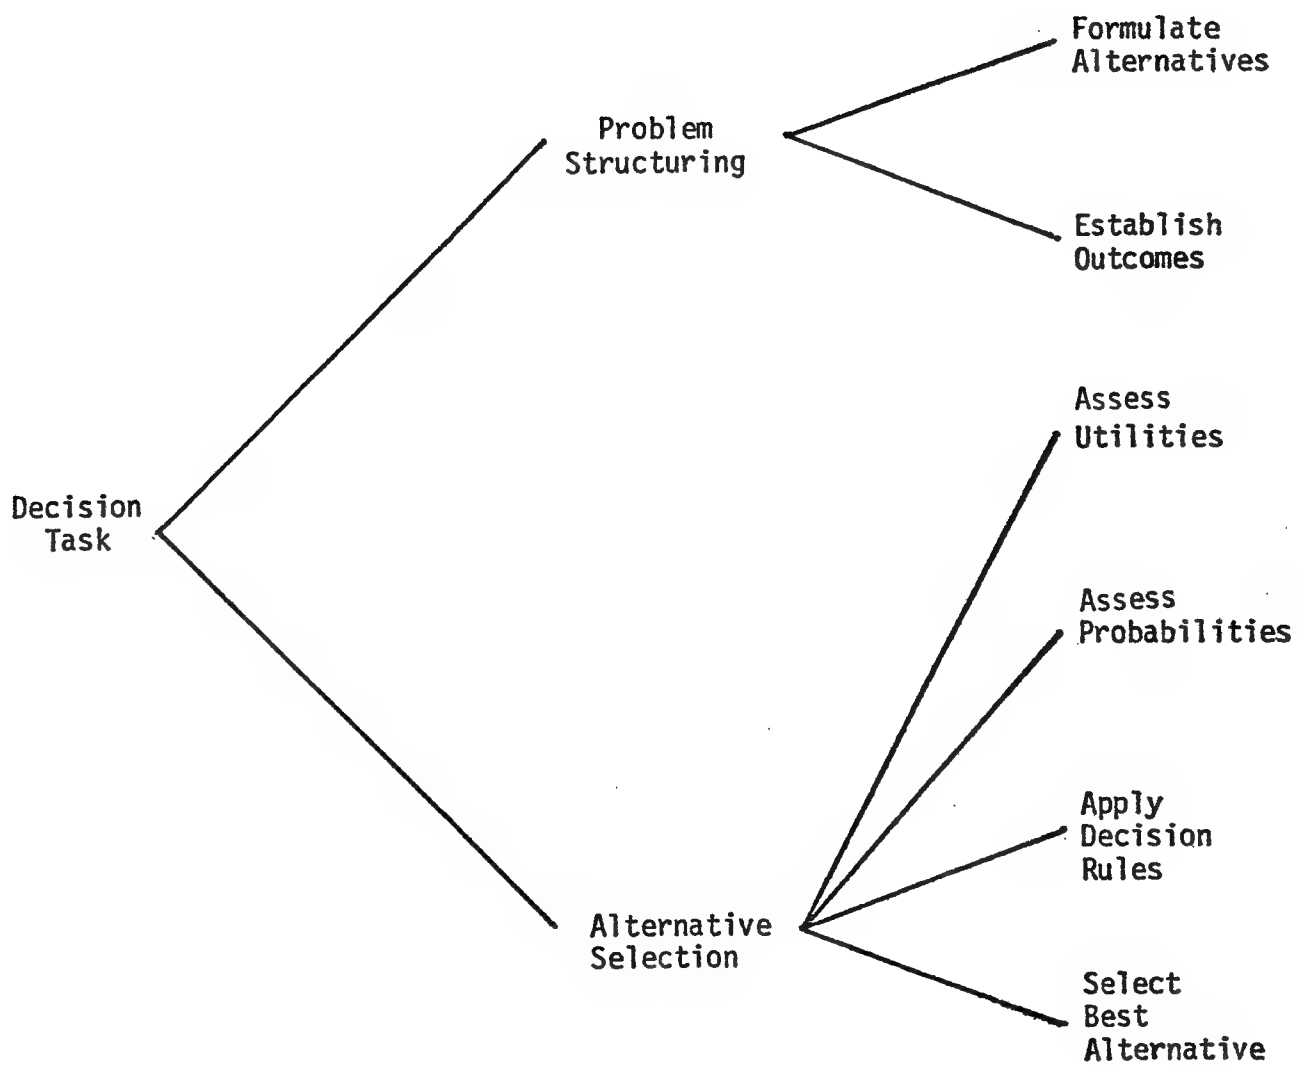 Formulate
Alternatives
Problem
Structuring
Establish
Outcomes
Assess
Utilities
Decision
Task
Assess
Probabilities
Apply
Decision
Rules
Alternative
Selection
Select
Best
Alternative